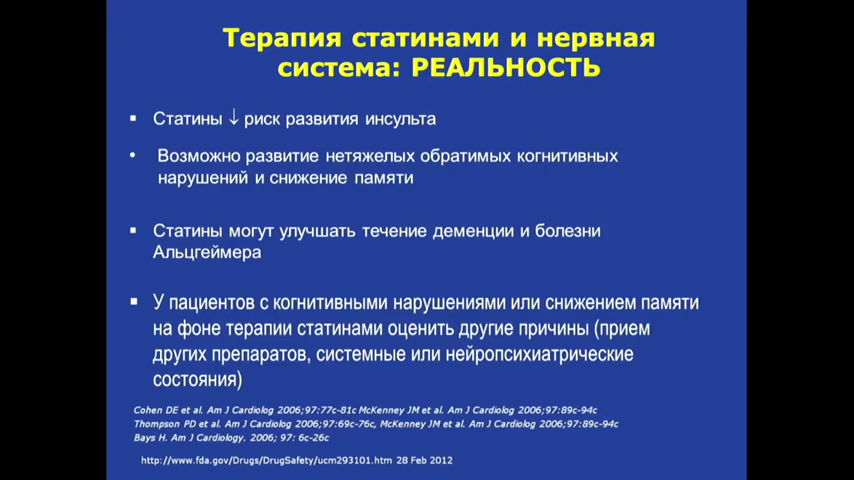 Терапия статинами и нервная
система: РЕАЛЬНОСТЬ
▪ Статины ↓ риск развития инсульта
• Возможно развитие нетяжелых обратимых когнитивных
нарушений и снижение памяти
▪ Статины могут улучшать течение деменции и болезни
Альцгеймера
▪ У пациентов с когнитивными нарушениями или снижением памяти
на фоне терапии статинами оценить другие причины (прием
других препаратов, системные или нейропсихиатрические
состояния)
Cohen DE et al. Am J Cardiolog 2006;97:77c-81c McKenney JM et al. Am J Cardiolog 2006;97:89c-94c
Thompson PD et al. Am J Cardiolog 2006;97:69c-76c, McKenney JM et al. Am J Cardiolog 2006;97:89c-94c
Bays H. Am J Cardiology. 2006; 97: 6c-26c
http://www.fda.gov/Drugs/DrugSafety/ucm293101.htm 28 Feb 2012